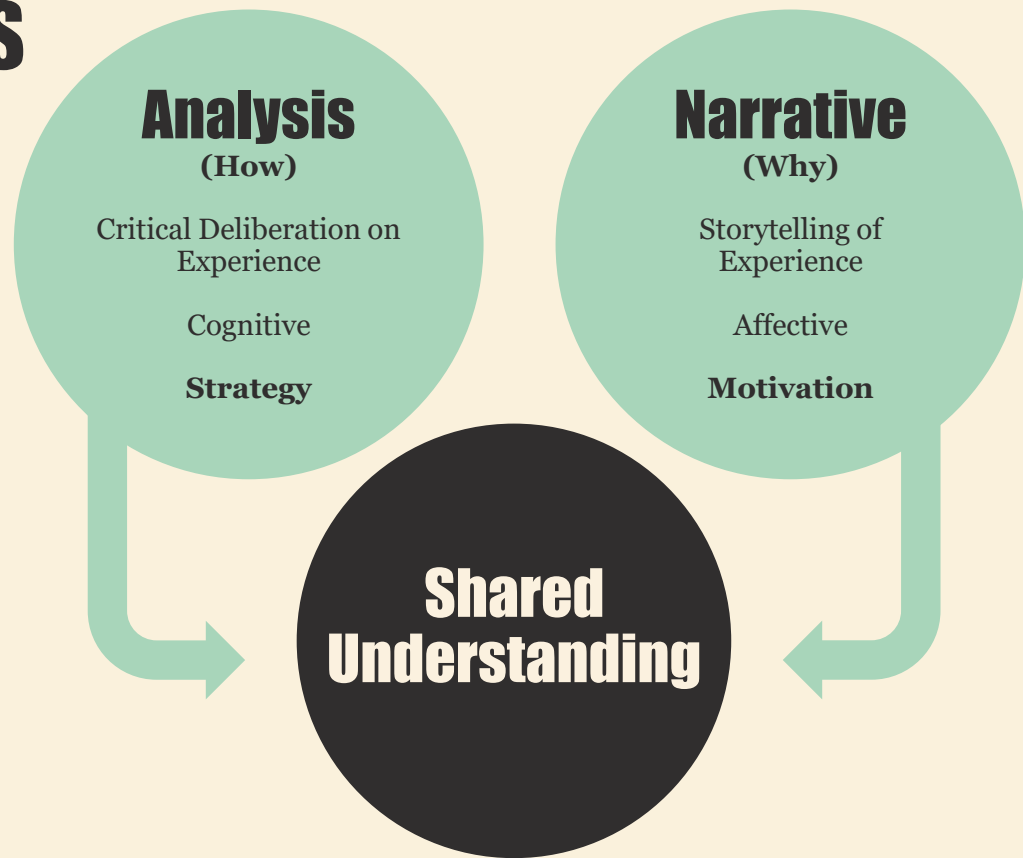 s
Analysis
(How)
Critical Deliberation on
Experience
Cognitive
Strategy
Narrative
(Why)
Storytelling of
Experience
Affective
Motivation
Shared
Understanding